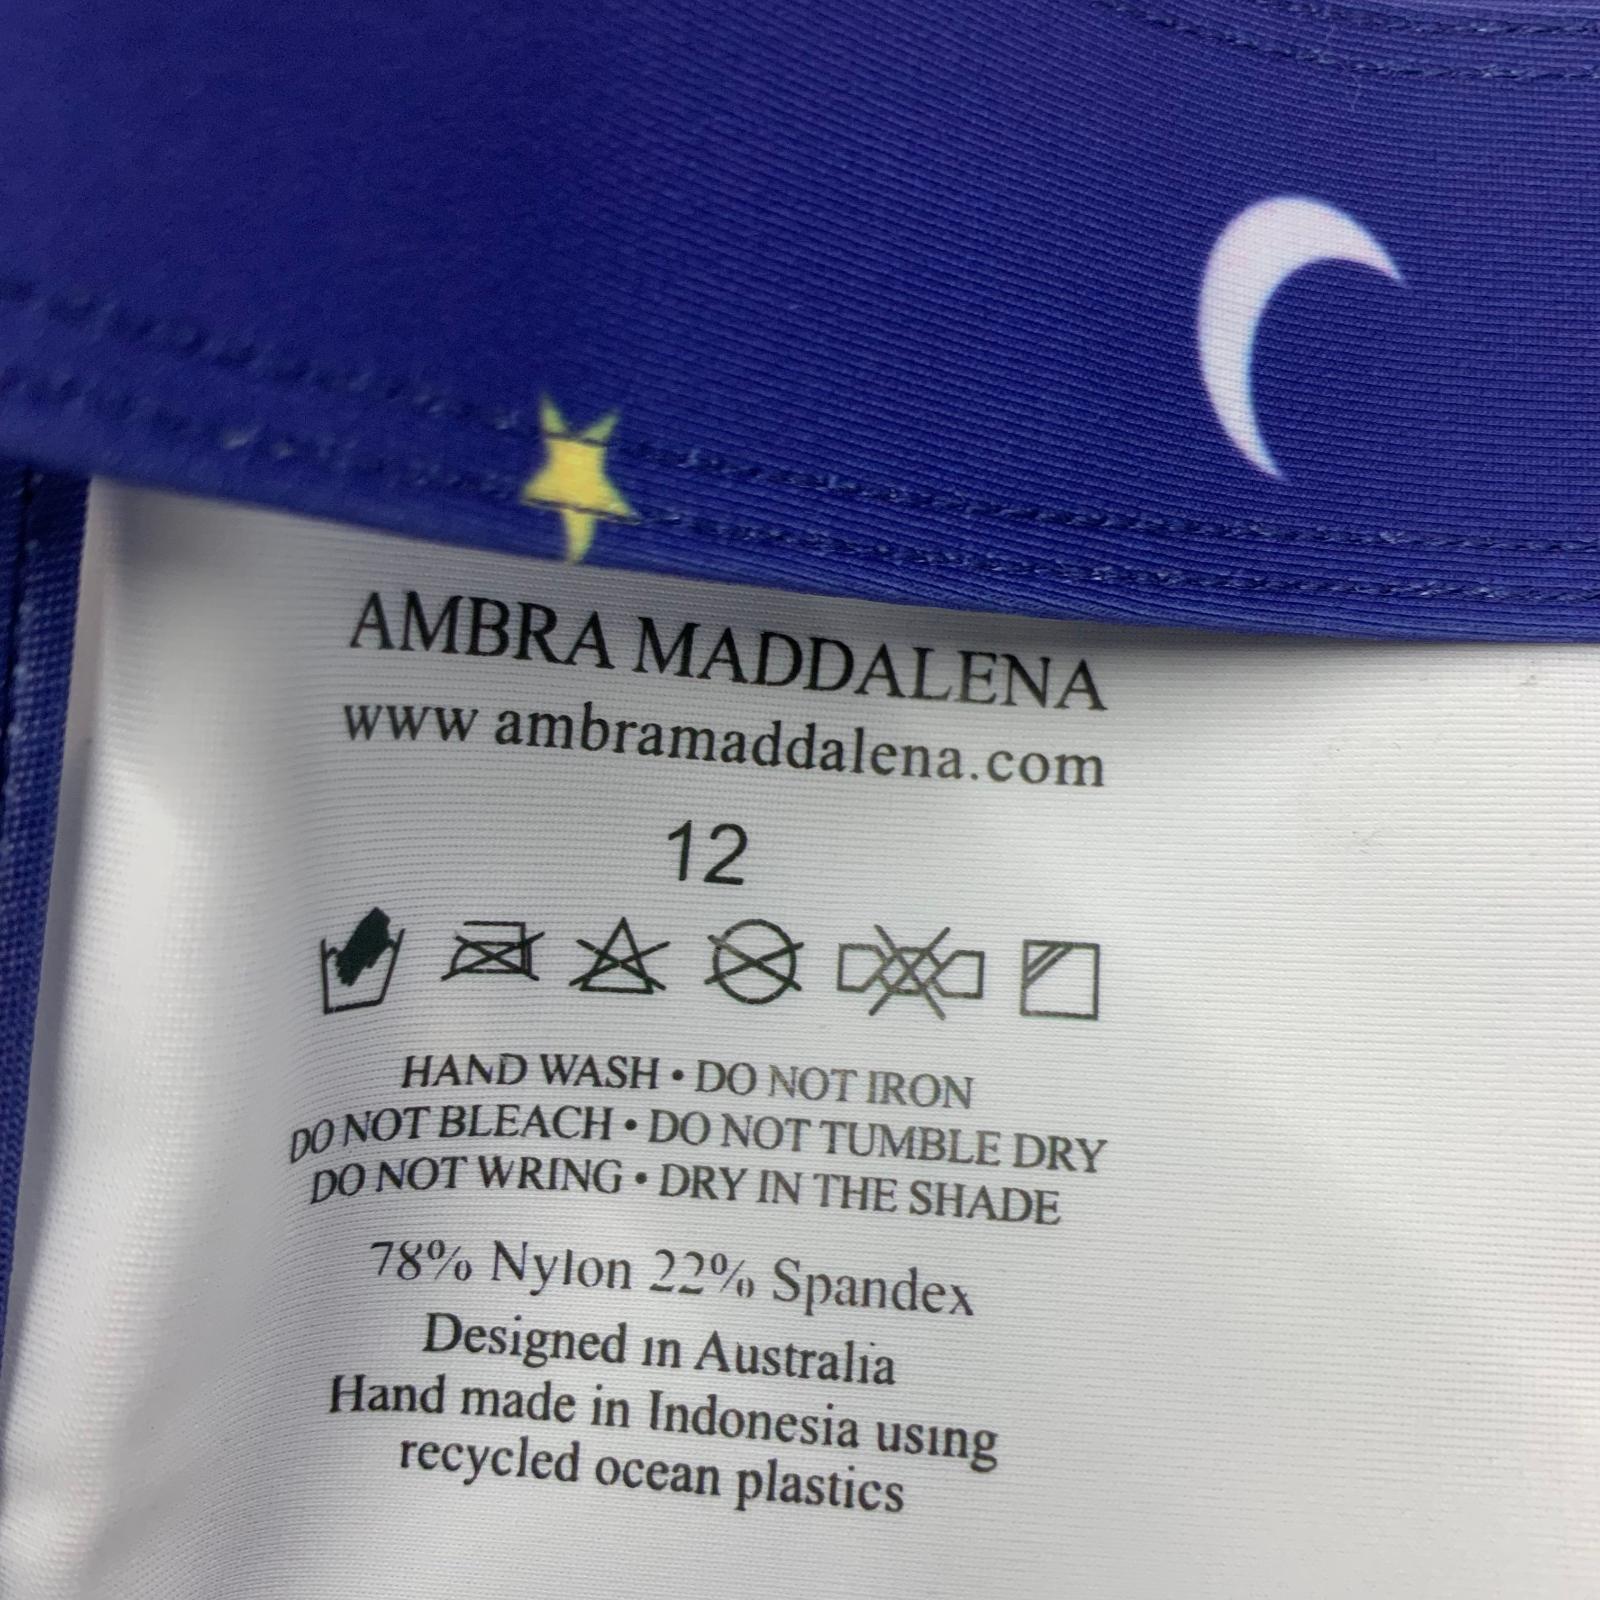 AMBRA MADDALENA
www ambramaddalena.com
12
HAND WASH • DO NOT IRON
DO NOT BLEACH • DO NOT TUMBLE DRY
DO NOT WRING • DRY IN THE SHADE
78% Nylon 22% Spandex
Designed in Australia
Hand made in Indonesia using
recycled ocean plastics